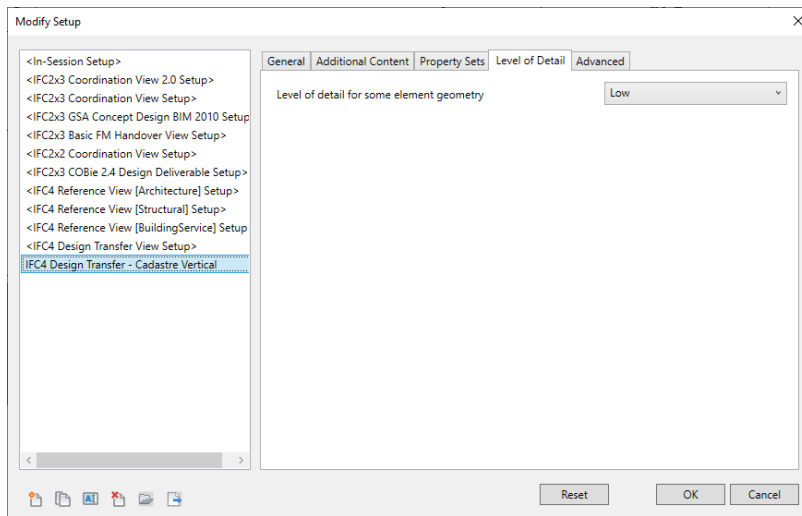 Modify Setup
<In-Session Setup>
<IFC2x3 Coordination View 2.0 Setup>
<IFC2x3 Coordination View Setup>
<IFC2x3 GSA Concept Design BIM 2010 Setup
<IFC2x3 Basic FM Handover View Setup>
<IFC2x2 Coordination View Setup>
<IFC2x3 COBie 2.4 Design Deliverable Setup>
<IFC4 Reference View [Architecture] Setup>
<IFC4 Reference View [Structural] Setup>
<IFC4 Reference View [BuildingService] Setup
<IFC4 Design Transfer View Setup>
IFC4 Design Transfer - Cadastre Vertical
General Additional Content Property Sets Level of Detail Advanced
Level of detail for some element geometry Low
Reset OK Cancel